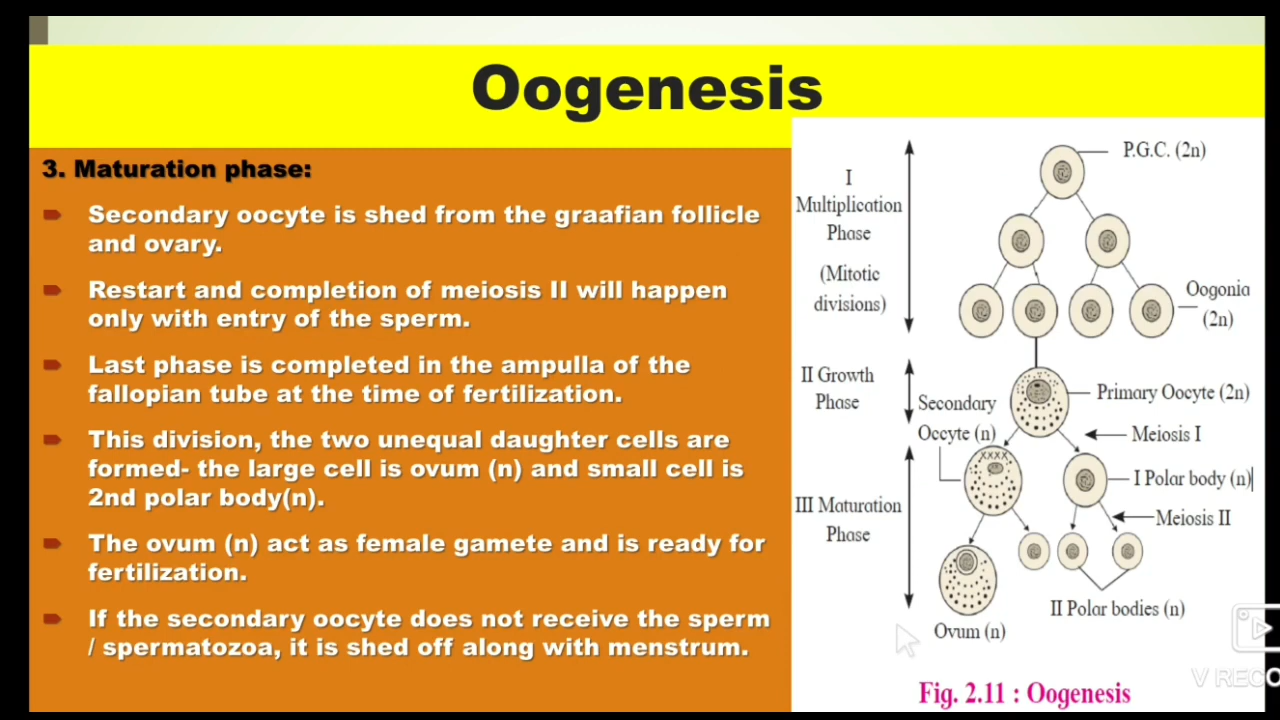 Oogenesis
3. Maturation phase:
Secondary oocyte is shed from the graafian follicle
and ovary.
Restart and completion of meiosis II will happen
only with entry of the sperm.
Last phase is completed in the ampulla of the
fallopian tube at the time of fertilization.
This division, the two unequal daughter cells are
formed- the large cell is ovum (n) and small cell is
2nd polar body(n).
The ovum (n) act as female gamete and is ready for
fertilization.
If the secondary oocyte does not receive the sperm
/ spermatozoa, it is shed off along with menstrum.
I
Multiplication
Phase
(Mitotic
divisions)
P.G.C. (2n)
Oogonia
(2n)
II Growth
Phase
Primary Oocyte (2n)
Secondary
Occyte (n)
Meiosis I
XXXX
I Polar body (n)
III Maturation
Phase
Meiosis II
II Polar bodies (n)
Ovum (n)
Fig. 2.11 : Oogenesis
V RECO